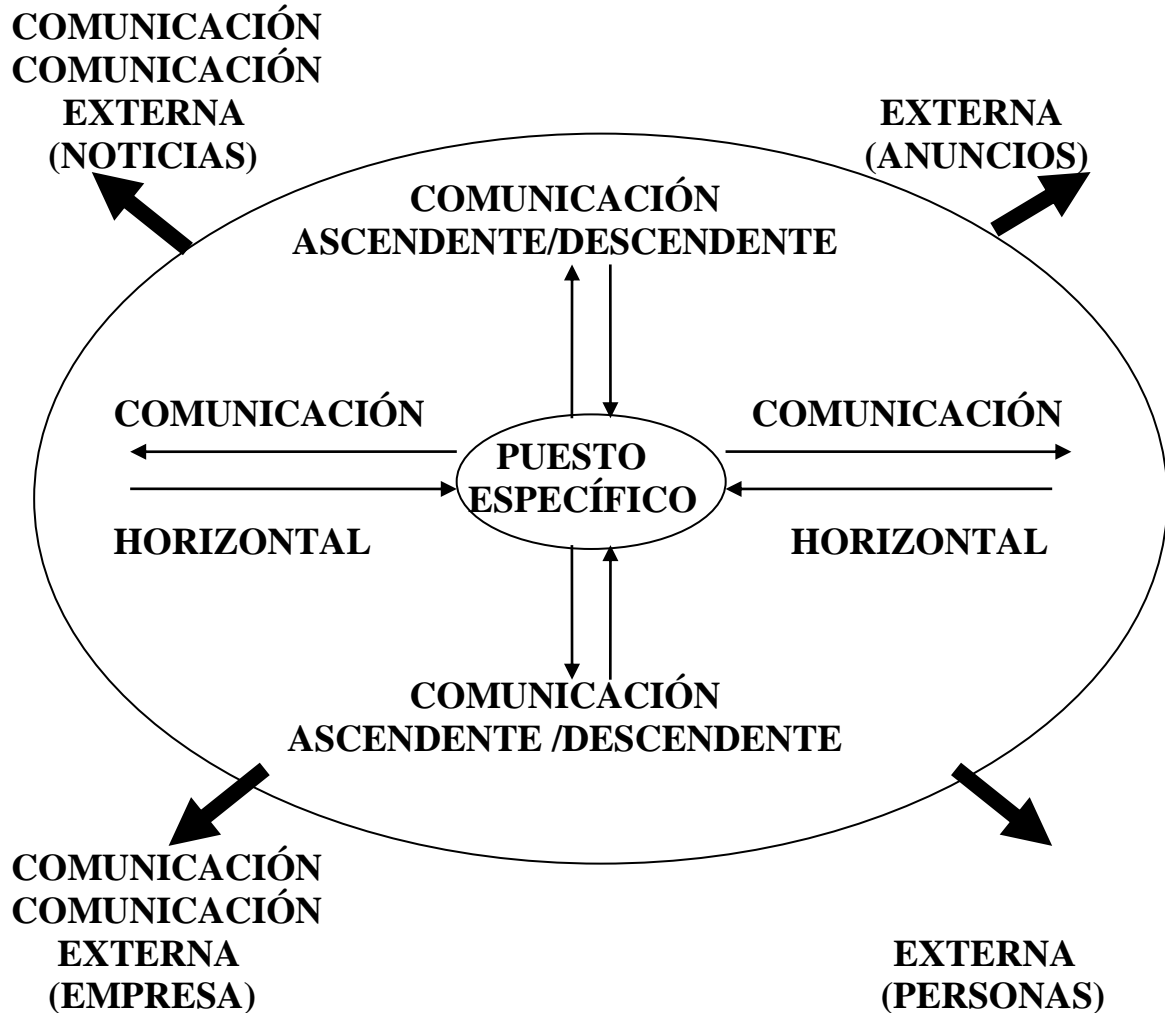 COMUNICACIÓN
COMUNICACIÓN
EXTERNA
(NOTICIAS)
EXTERNA
(ANUNCIOS)
COMUNICACIÓN
ASCENDENTE/DESCENDENTE
COMUNICACIÓN
COMUNICACIÓN
PUESTO
ESPECÍFICO
HORIZONTAL
HORIZONTAL
COMUNICACIÓN
ASCENDENTE /DESCENDENTE
COMUNICACIÓN
COMUNICACIÓN
EXTERNA
(EMPRESA)
EXTERNA
(PERSONAS)